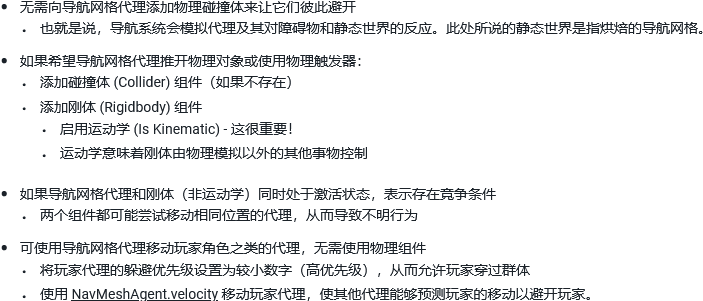 • 无需向导航网格代理添加物理碰撞体来让它们彼此避开
• 也就是说，导航系统会模拟代理及其对障碍物和静态世界的反应。此处所说的静态世界是指烘焙的导航网格。
• 如果希望导航网格代理推开物理对象或使用物理触发器：
• 添加碰撞体 (Collider) 组件（如果不存在）
• 添加刚体 (Rigidbody) 组件
• 启用运动学 (Is Kinematic) - 这很重要！
• 运动学意味着刚体由物理模拟以外的其他事物控制
• 如果导航网格代理和刚体（非运动学）同时处于激活状态，表示存在竞争条件
• 两个组件都可能尝试移动相同位置的代理，从而导致不明行为
• 可使用导航网格代理移动玩家角色之类的代理，无需使用物理组件
• 将玩家代理的躲避优先级设置为较小数字（高优先级），从而允许玩家穿过群体
• 使用 NavMeshAgent.velocity 移动玩家代理，使其他代理能够预测玩家的移动以避开玩家。